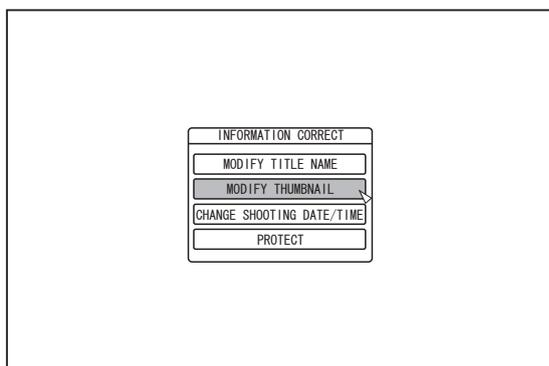 INFORMATION CORRECT
MODIFY TITLE NAME
MODIFY THUMBNAIL
CHANGE SHOOTING DATE/TIME
PROTECT